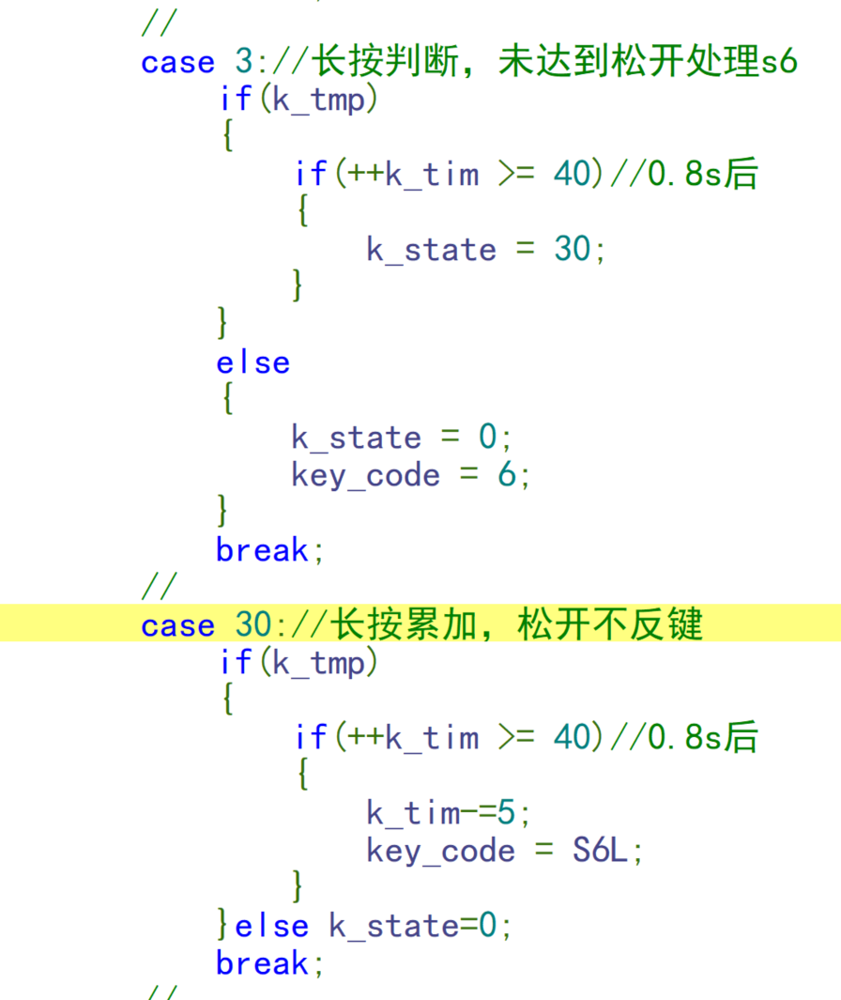 //
case 3://长按判断，未达到松开处理s6
if(k_tmp)
{
if(++k_tim >= 40)//0.8s后
{
k_state = 30;
}
}
else
{
k_state = 0;
key_code = 6;
}
break;
//
case 30://长按累加，松开不反键
if(k_tmp)
{
if(++k_tim >= 40)//0.8s后
{
k_tim-=5;
key_code = S6L;
}
}else k_state=0;
break;
//